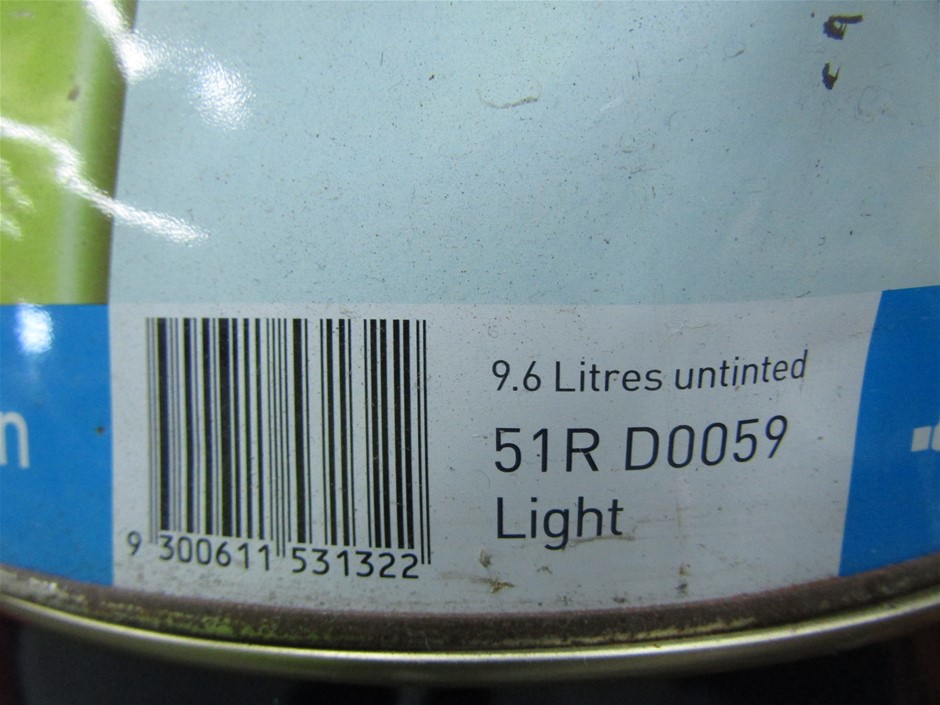 9.6 Litres untinted
51R D0059
Light
9 300611 531322
n